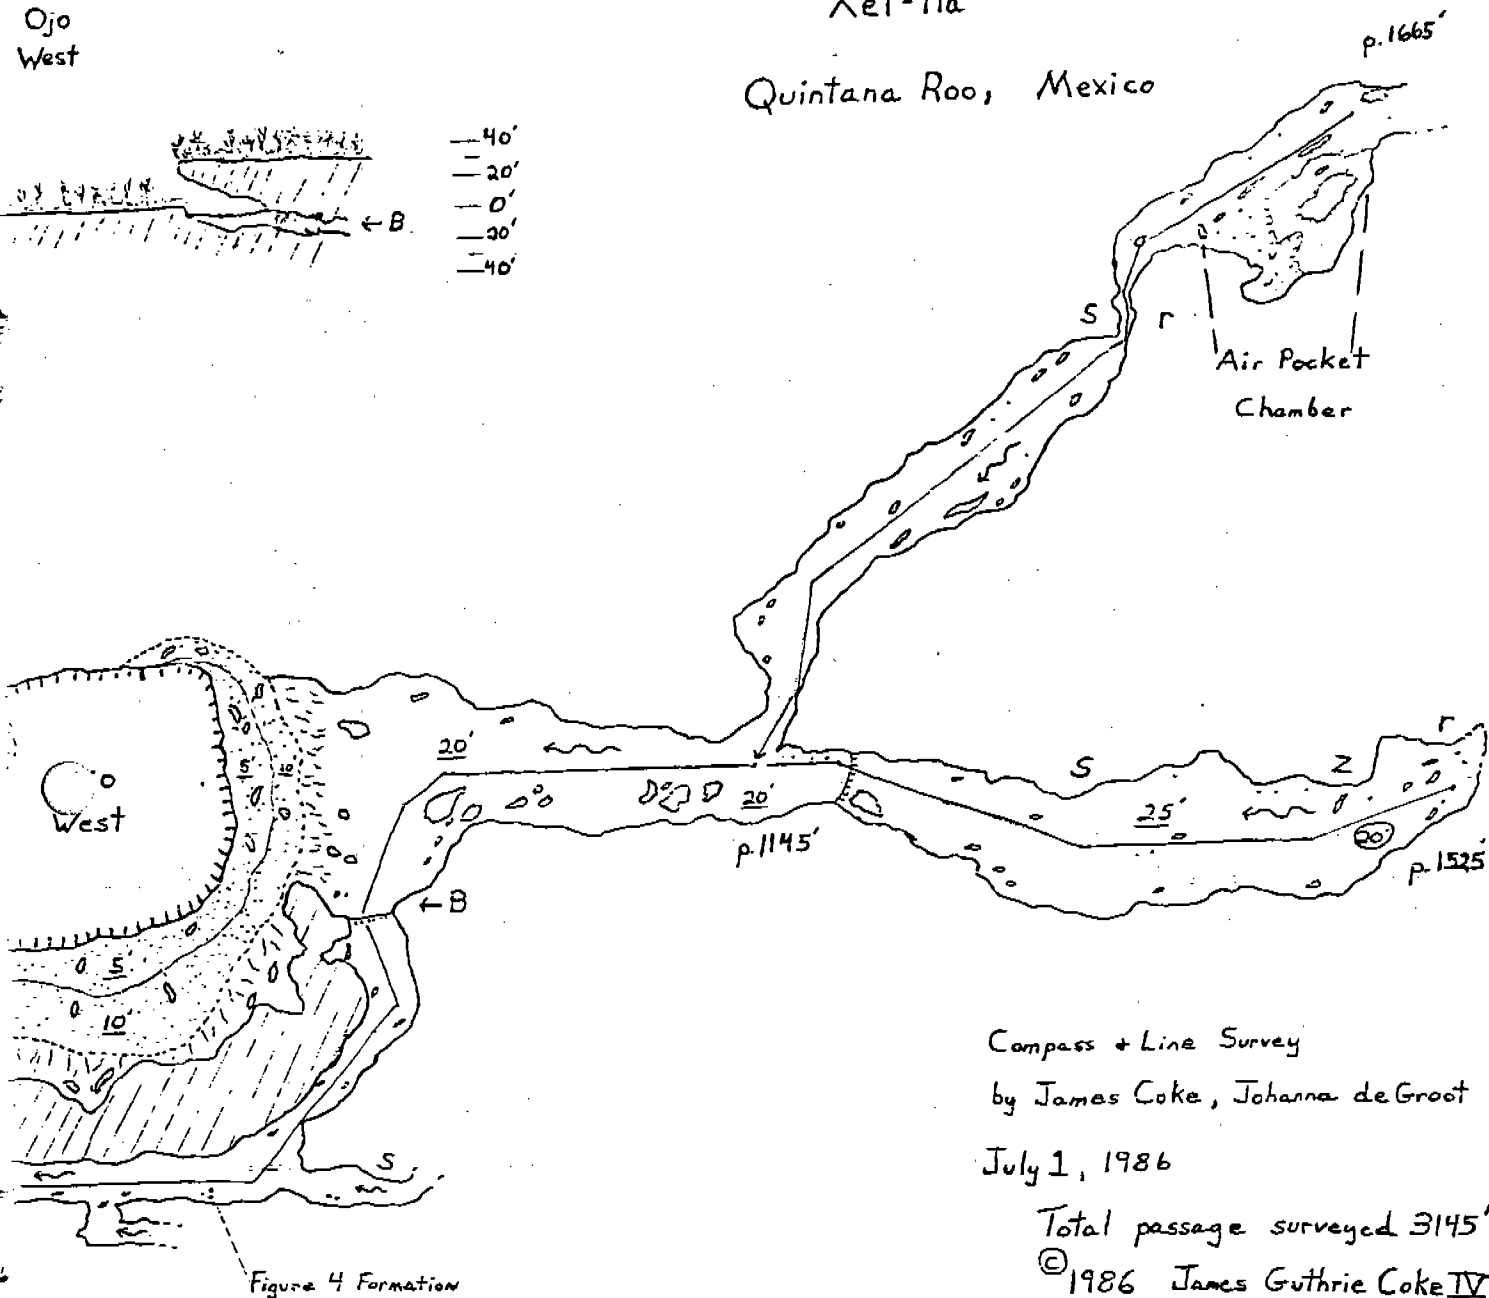 Ojo
West
Xel-Ha
Quintana Roo, Mexico
p. 1665'
40'
20'
0'
20'
40'
← B
S
r
Air Pocket
Chamber
20'
S
Z
r
5'
10'
25'
20'
20'
West
p. 1145'
p. 1525'
← B
5'
10'
S
Compass + Line Survey
by James Coke, Johanna de Groot
July 1, 1986
Total passage surveyed 3145'
© 1986 James Guthrie Coke IV
Figure 4 Formation